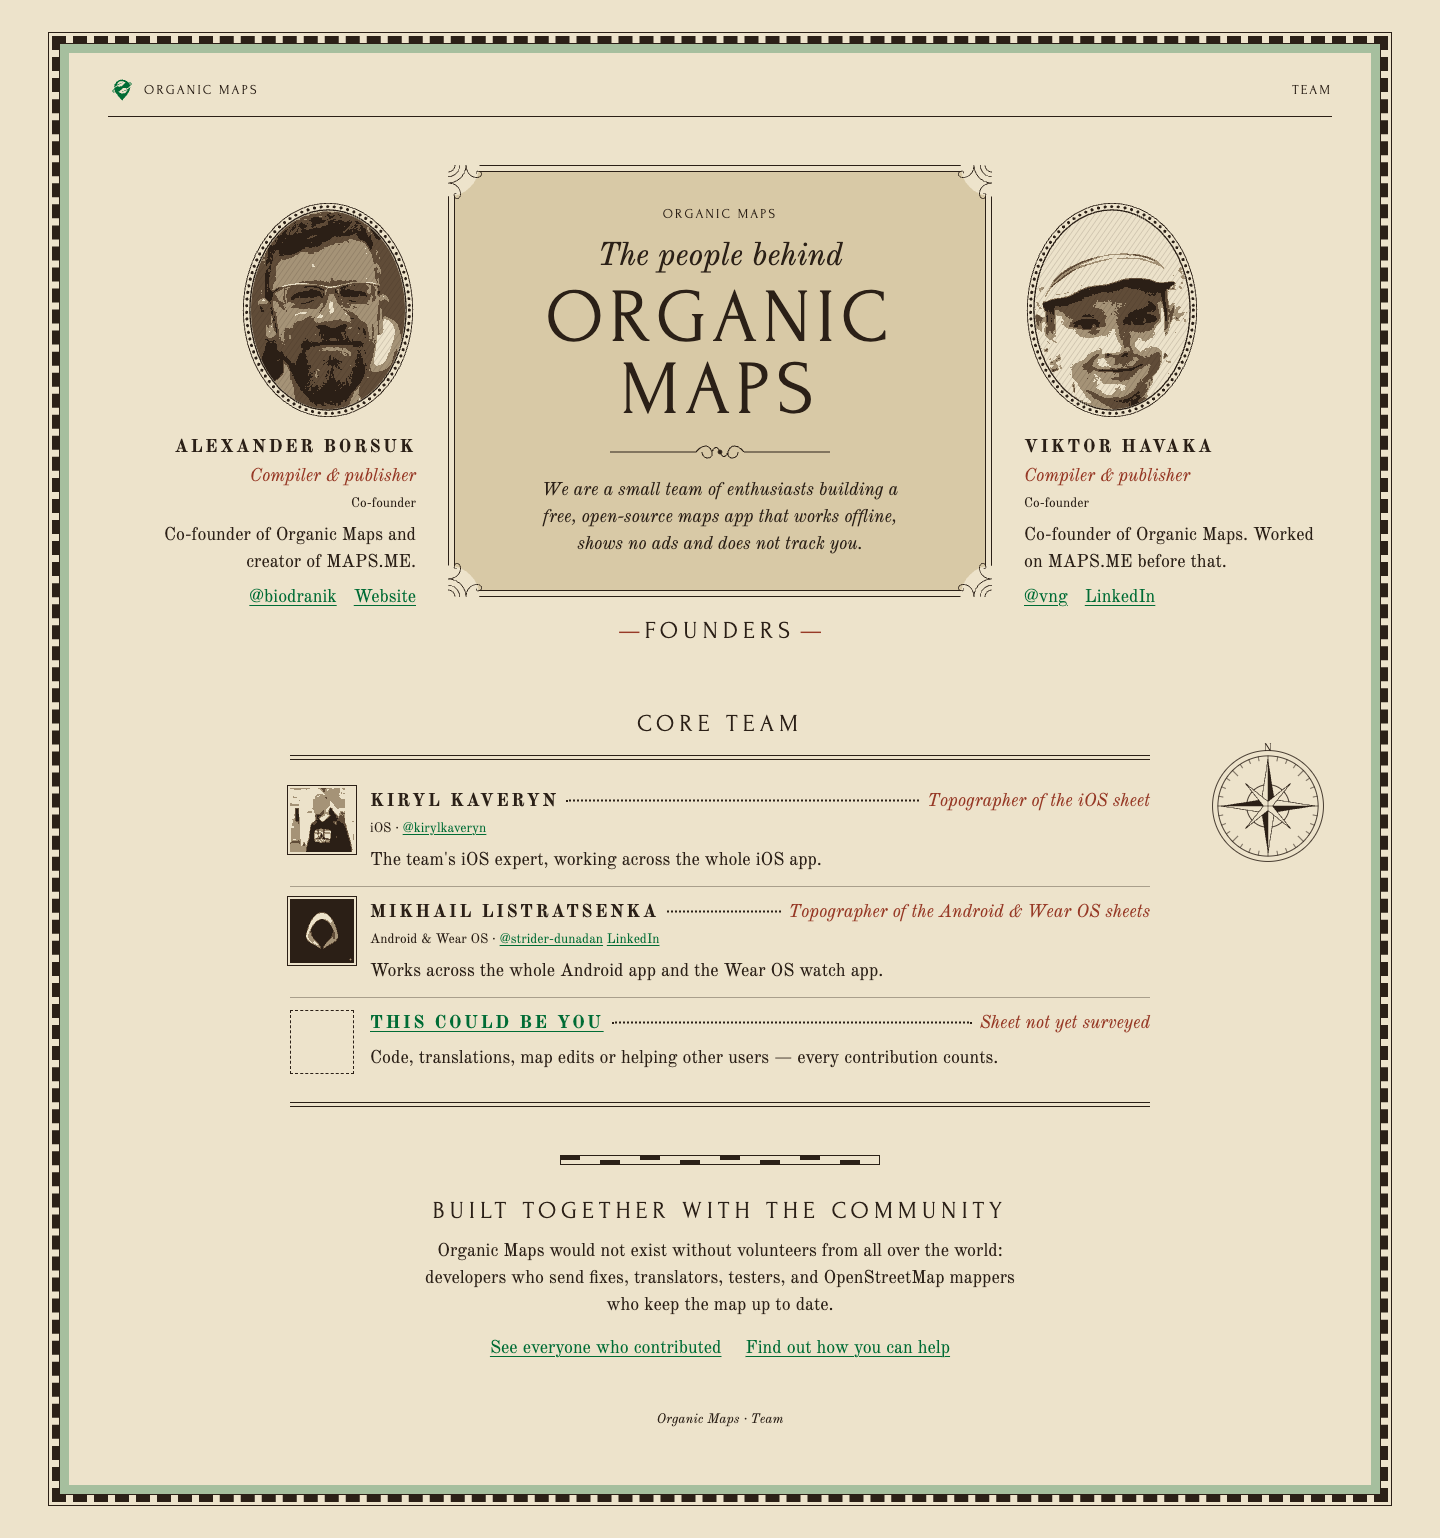 ORGANIC MAPS
TEAM
ORGANIC MAPS
The people behind
ORGANIC
MAPS
We are a small team of enthusiasts building a
free, open-source maps app that works offline,
shows no ads and does not track you.
ALEXANDER BORSUK
Compiler & publisher
Co-founder
Co-founder of Organic Maps and
creator of MAPS.ME.
@biodranik Website
VIKTOR HAVAKA
Compiler & publisher
Co-founder
Co-founder of Organic Maps. Worked
on MAPS.ME before that.
@vng LinkedIn
— FOUNDERS —
CORE TEAM
N
KIRYL KAVERYN Topographer of the iOS sheet
iOS · @kirylkaveryn
The team's iOS expert, working across the whole iOS app.
MIKHAIL LISTRATSENKA Topographer of the Android & Wear OS sheets
Android & Wear OS · @strider-dunadan LinkedIn
Works across the whole Android app and the Wear OS watch app.
THIS COULD BE YOU Sheet not yet surveyed
Code, translations, map edits or helping other users — every contribution counts.
BUILT TOGETHER WITH THE COMMUNITY
Organic Maps would not exist without volunteers from all over the world:
developers who send fixes, translators, testers, and OpenStreetMap mappers
who keep the map up to date.
See everyone who contributed Find out how you can help
Organic Maps · Team